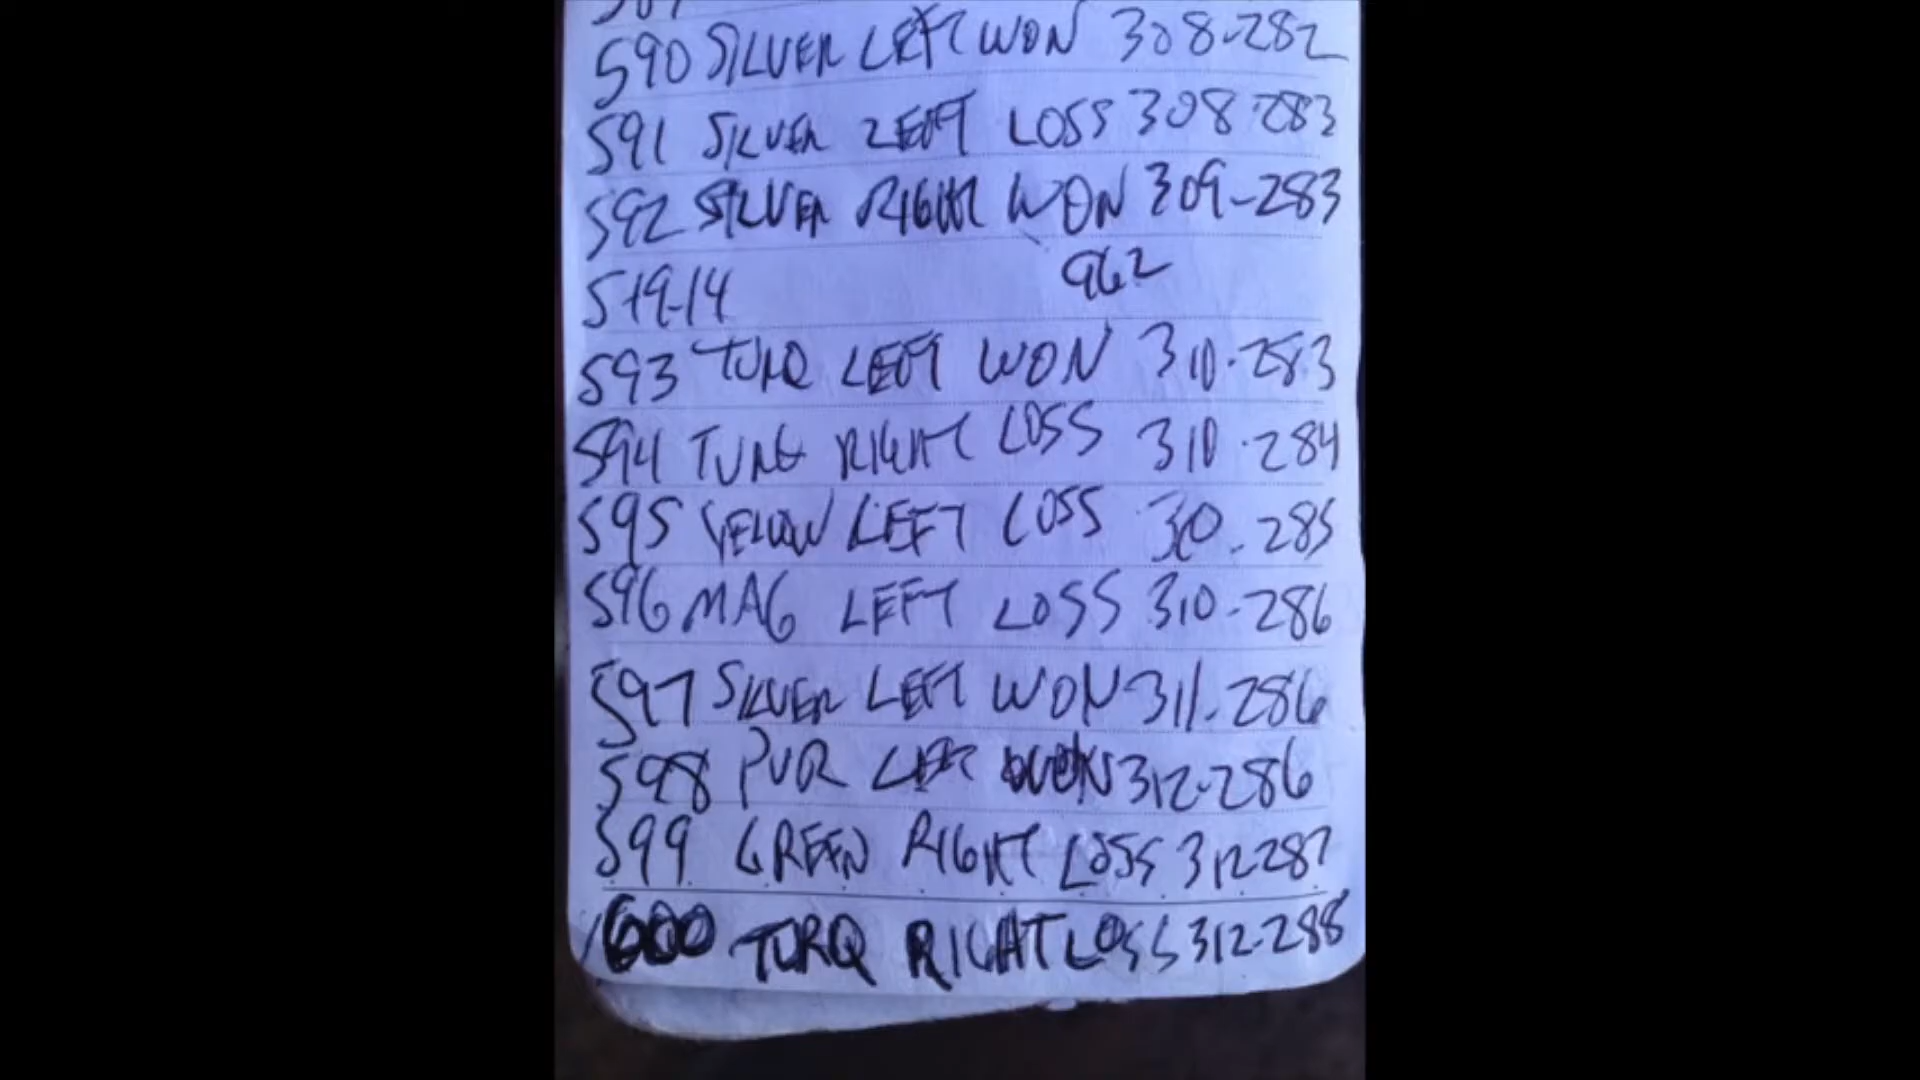 590 SILVER LEFT WON 308-282
591 SILVER LEFT LOSS 308-283
592 SILVER RIGHT WON 309-283
962
5-19-14
593 TURQ LEFT WON 310-283
594 TURQ RIGHT LOSS 310-284
595 YELLOW LEFT LOSS 310-285
596 MAG LEFT LOSS 310-286
597 SILVER LEFT WON 311-286
598 PUR LEFT WON 312-286
599 GREEN RIGHT LOSS 312-287
600 TURQ RIGHT LOSS 312-288